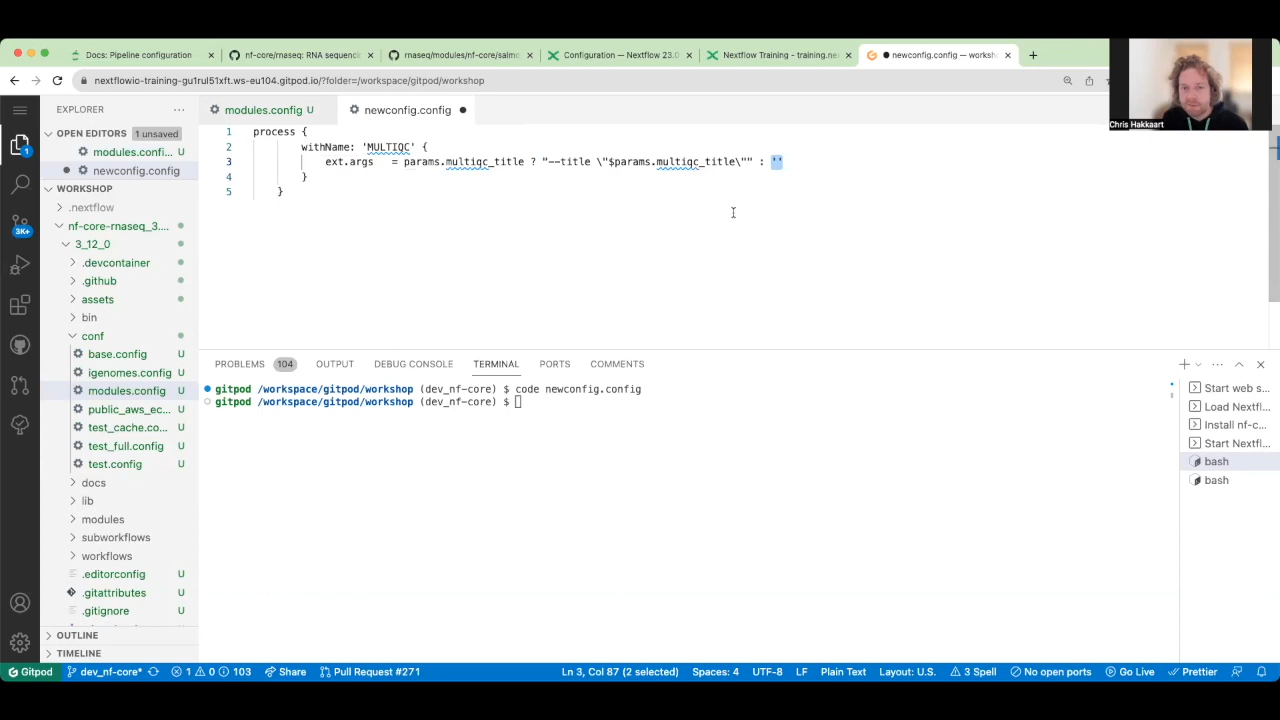 Docs: Pipeline configuration
nf-core/rnaseq: RNA sequencin
rnaseq/modules/nf-core/salmo
Configuration — Nextflow 23.0
Nextflow Training - training.ne
newconfig.config — worksho
nextflowio-training-gu1rul51xft.ws-eu104.gitpod.io/?folder=/workspace/gitpod/workshop
Chris Hakkaart
EXPLORER
modules.config U
newconfig.config
OPEN EDITORS 1 unsaved
modules.confi... U
newconfig.config
WORKSHOP
.nextflow
nf-core-rnaseq_3....
3_12_0
.devcontainer
.github
assets
bin
conf
base.config U
igenomes.config U
modules.config U
public_aws_ec... U
test_cache.co... U
test_full.config U
test.config U
docs
lib
modules
subworkflows
workflows
.editorconfig U
.gitattributes U
.gitignore U
OUTLINE
TIMELINE
1
3K+
1 process {
2 withName: 'MULTIQC' {
3 ext.args = params.multiqc_title ? "--title \"$params.multiqc_title\"" : ''
4 }
5 }
PROBLEMS 104 OUTPUT DEBUG CONSOLE TERMINAL PORTS COMMENTS
gitpod /workspace/gitpod/workshop (dev_nf-core) $ code newconfig.config
gitpod /workspace/gitpod/workshop (dev_nf-core) $
Start web s...
Load Nextfl...
Install nf-c...
Start Nextfl...
bash
bash
Gitpod dev_nf-core* 1 0 103 Share Pull Request #271 Ln 3, Col 87 (2 selected) Spaces: 4 UTF-8 LF Plain Text Layout: U.S. 3 Spell No open ports Go Live Prettier